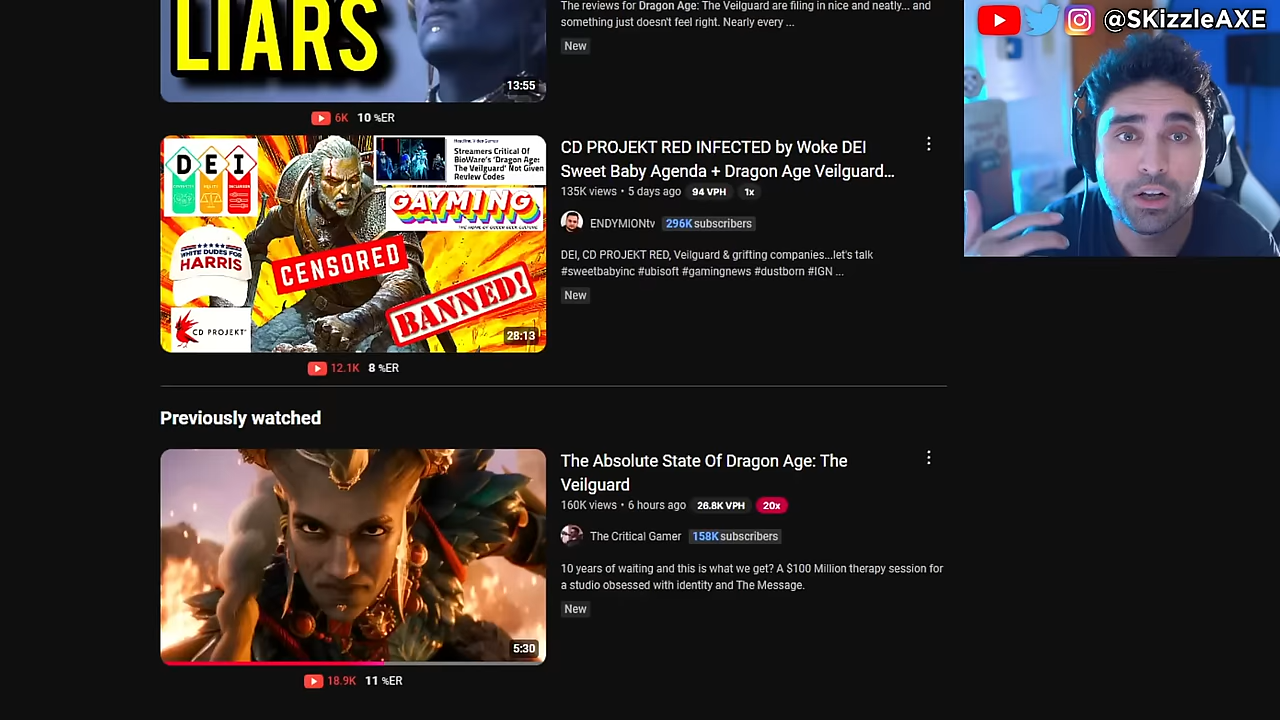 The reviews for Dragon Age: The Veilguard are filing in nice and neatly... and
something just doesn't feel right. Nearly every ...
New
LIARS
13:55
6K 10 %ER
@SKizzleAXE
DEI
Streamers Critical Of
BioWare's 'Dragon Age:
The Veilguard' Not Given
Review Codes
GAYMING
THE HOME OF QUEER GEEK CULTURE
WHITE DUDES FOR
HARRIS
CENSORED
BANNED!
CD PROJEKT
28:13
CD PROJEKT RED INFECTED by Woke DEI
Sweet Baby Agenda + Dragon Age Veilguard...
135K views • 5 days ago 94 VPH 1x
ENDYMIONtv 296K subscribers
DEI, CD PROJEKT RED, Veilguard & grifting companies...let's talk
#sweetbabyinc #ubisoft #gamingnews #dustborn #IGN ...
New
12.1K 8 %ER
Previously watched
The Absolute State Of Dragon Age: The
Veilguard
160K views • 6 hours ago 26.8K VPH 20x
The Critical Gamer 158K subscribers
10 years of waiting and this is what we get? A $100 Million therapy session for
a studio obsessed with identity and The Message.
New
5:30
18.9K 11 %ER